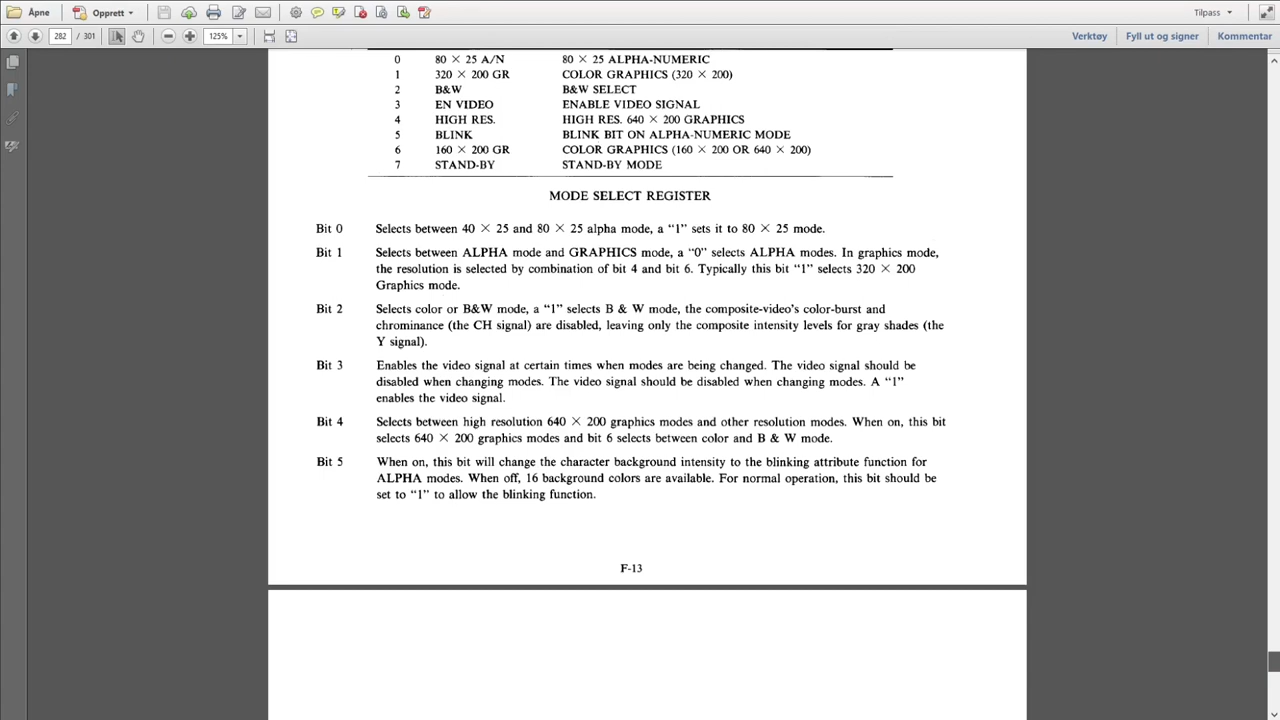 Åpne
Opprett
Tilpass
282 / 301
125%
Verktøy
Fyll ut og signer
Kommentar
0 80 × 25 A/N 80 × 25 ALPHA-NUMERIC
1 320 × 200 GR COLOR GRAPHICS (320 × 200)
2 B&W B&W SELECT
3 EN VIDEO ENABLE VIDEO SIGNAL
4 HIGH RES. HIGH RES. 640 × 200 GRAPHICS
5 BLINK BLINK BIT ON ALPHA-NUMERIC MODE
6 160 × 200 GR COLOR GRAPHICS (160 × 200 OR 640 × 200)
7 STAND-BY STAND-BY MODE
MODE SELECT REGISTER
Bit 0 Selects between 40 × 25 and 80 × 25 alpha mode, a “1” sets it to 80 × 25 mode.
Bit 1 Selects between ALPHA mode and GRAPHICS mode, a “0” selects ALPHA modes. In graphics mode,
the resolution is selected by combination of bit 4 and bit 6. Typically this bit “1” selects 320 × 200
Graphics mode.
Bit 2 Selects color or B&W mode, a “1” selects B & W mode, the composite-video's color-burst and
chrominance (the CH signal) are disabled, leaving only the composite intensity levels for gray shades (the
Y signal).
Bit 3 Enables the video signal at certain times when modes are being changed. The video signal should be
disabled when changing modes. The video signal should be disabled when changing modes. A “1”
enables the video signal.
Bit 4 Selects between high resolution 640 × 200 graphics modes and other resolution modes. When on, this bit
selects 640 × 200 graphics modes and bit 6 selects between color and B & W mode.
Bit 5 When on, this bit will change the character background intensity to the blinking attribute function for
ALPHA modes. When off, 16 background colors are available. For normal operation, this bit should be
set to “1” to allow the blinking function.
F-13